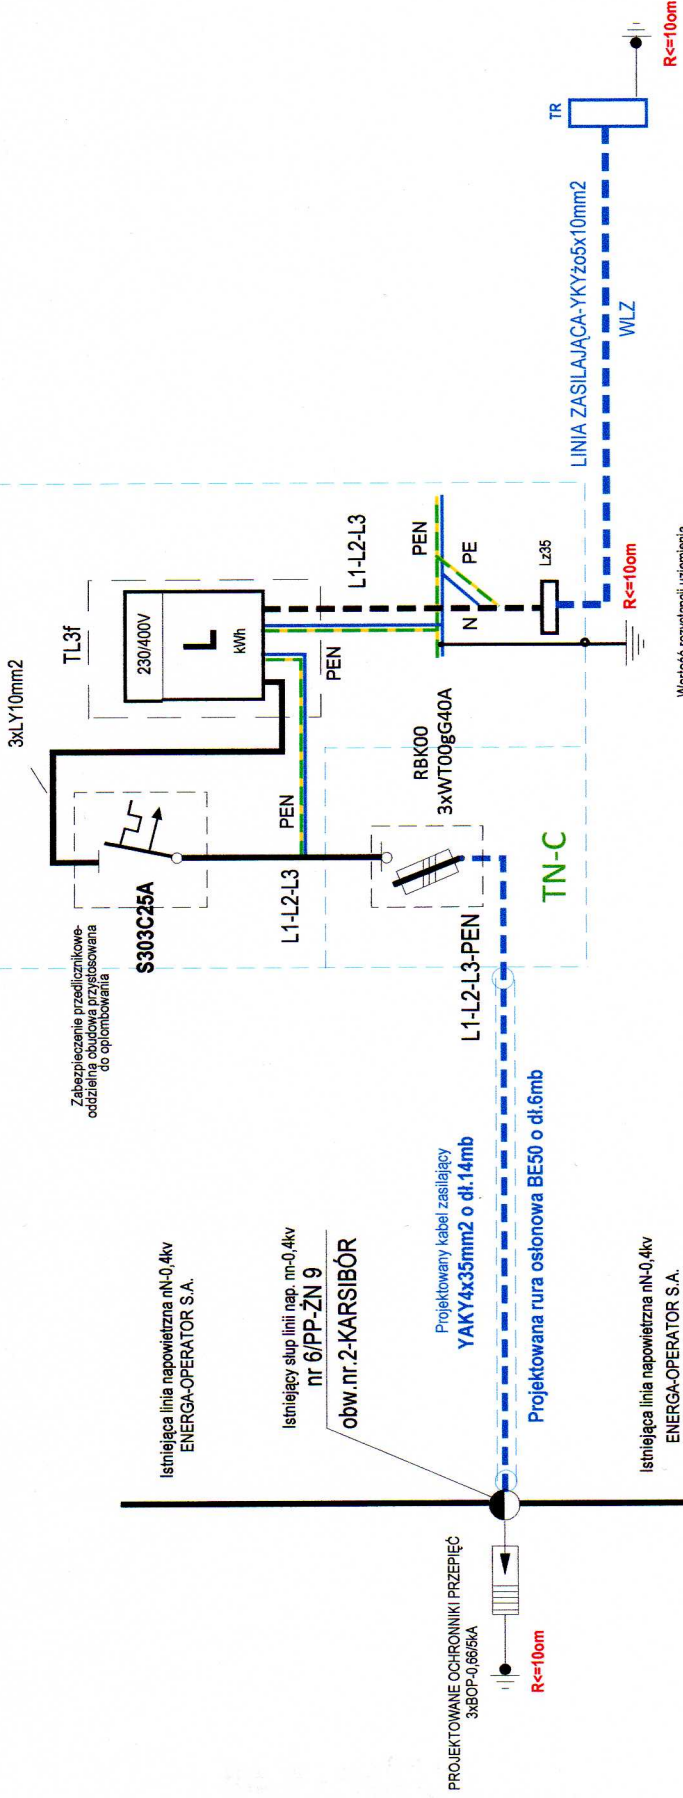 3xLY10mm2
Zabezpieczenie przedlicznikowe-
oddzielna obudowa przystosowana
do oplombowania
S303C25A
TL3f
230/400V
L
kWh
PEN
L1-L2-L3
PEN
L1-L2-L3
PEN
PE
N
Lz35
R<=10om
RBK00
3xWT00gG40A
TN-C
L1-L2-L3-PEN
LINIA ZASILAJĄCA-YKYżo5x10mm2
WLZ
TR
R<=10om
Istniejąca linia napowietrzna nN-0,4kv
ENERGA-OPERATOR S.A.
Istniejący słup linii nap. nn-0,4kv
nr 6/PP-ŻN 9
obw.nr.2-KARSIBÓR
Projektowany kabel zasilający
YAKY4x35mm2 o dł.14mb
Projektowana rura osłonowa BE50 o dł.6mb
PROJEKTOWANE OCHRONNIKI PRZEPIĘĆ
3xBOP-0,66/5kA
R<=10om
Istniejąca linia napowietrzna nN-0,4kv
ENERGA-OPERATOR S.A.